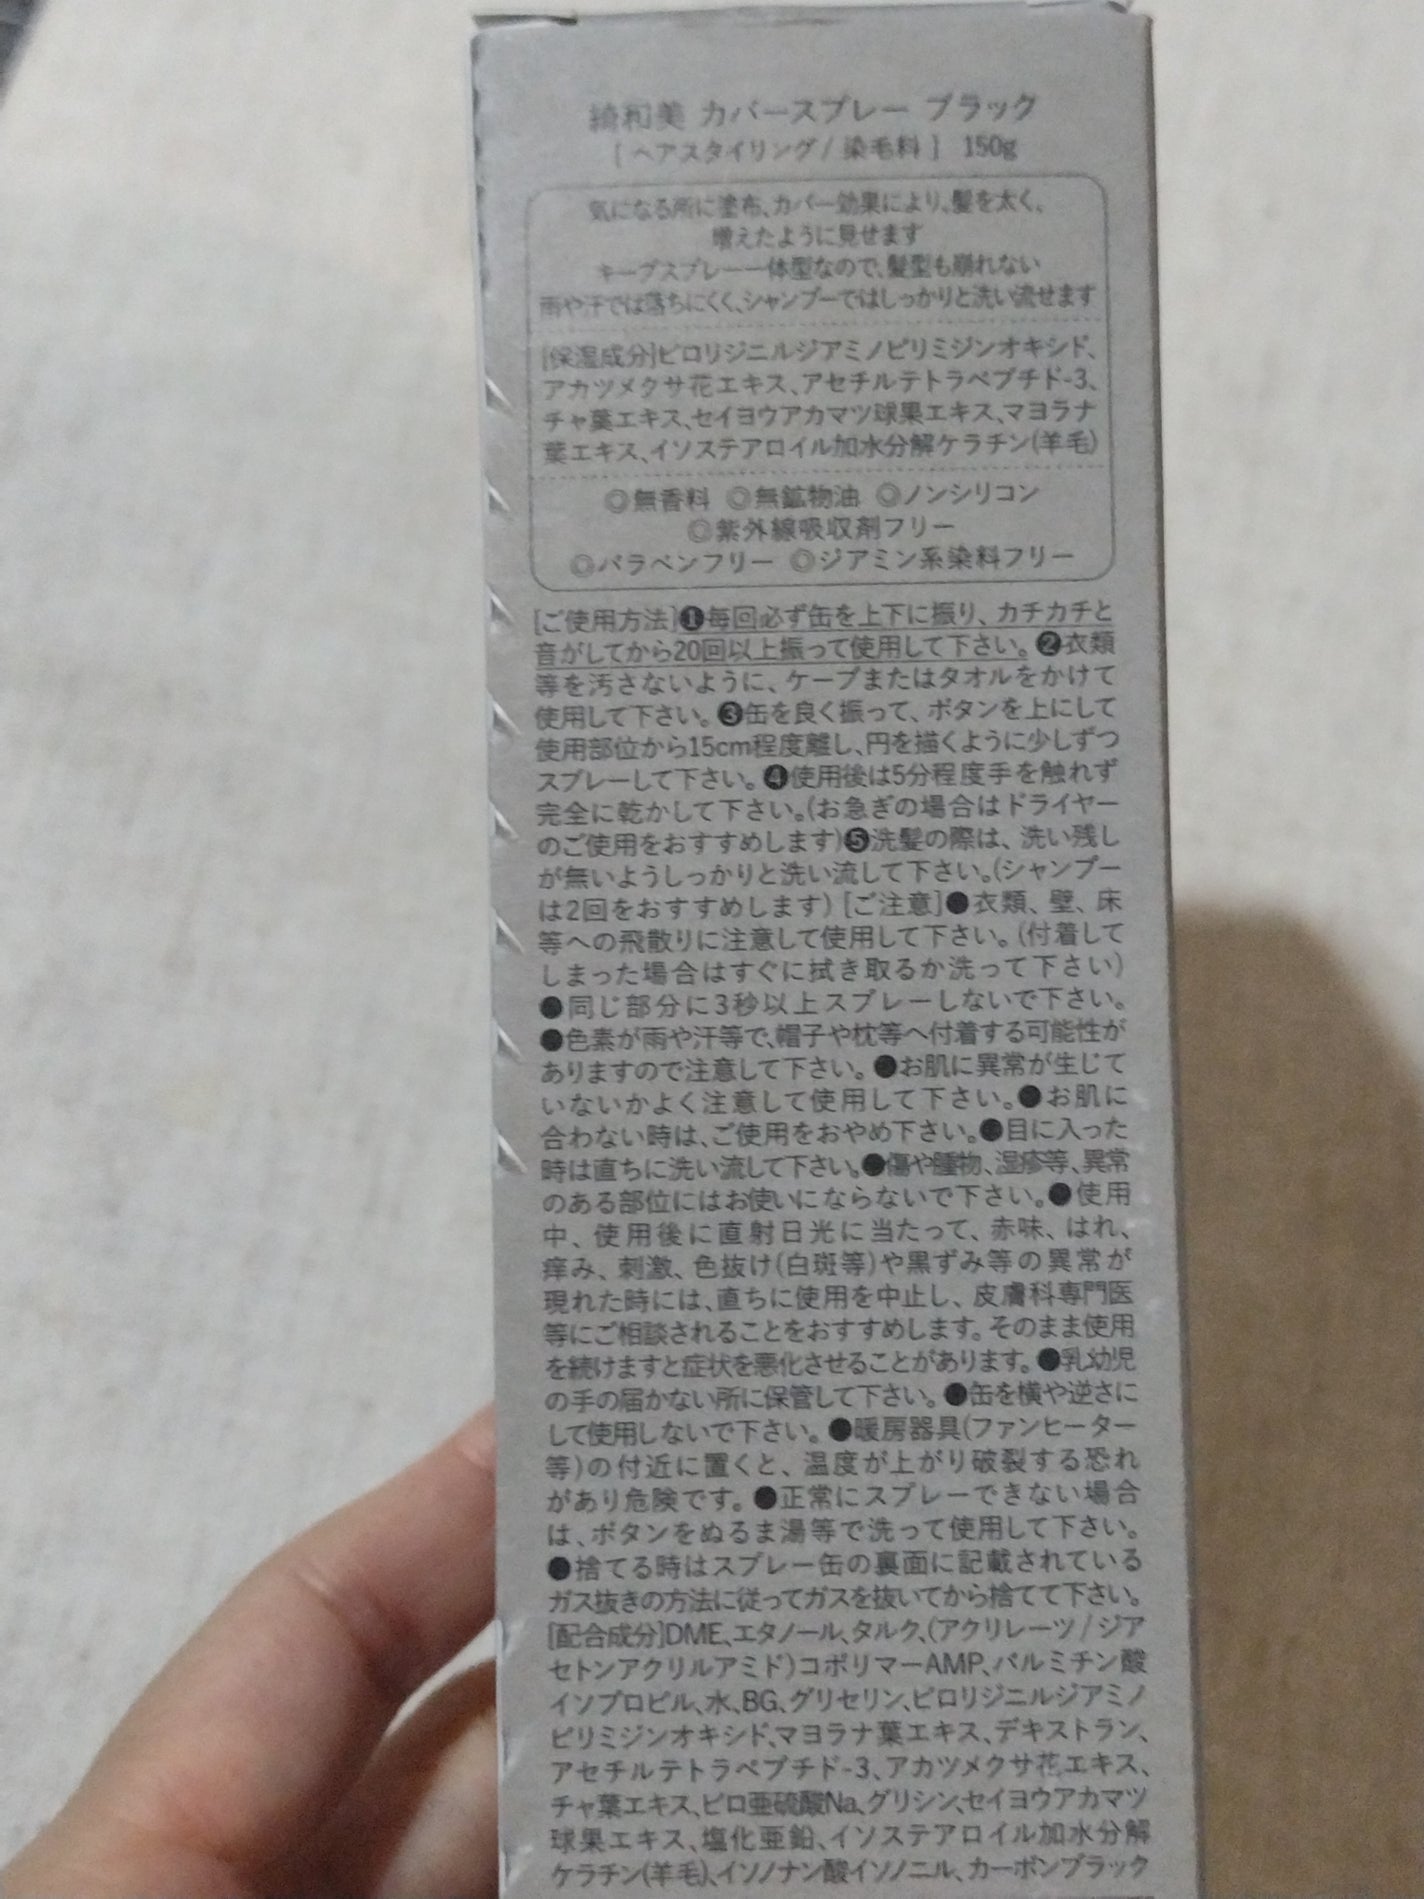 綺和美 カバースプレー ブラック
[ ヘアスタイリング / 染毛料 ] 150g
気になる所に塗布、カバー効果により、髪を太く、
増えたように見せます
キープスプレー一体型なので、髪型も崩れない
雨や汗では落ちにくく、シャンプーではしっかりと洗い流せます
[保湿成分]ピロリジニルジアミノピリミジンオキシド、
アカツメクサ花エキス、アセチルテトラペプチド-3、
チャ葉エキス、セイヨウアカマツ球果エキス、マヨラナ
葉エキス、イソステアロイル加水分解ケラチン(羊毛)
◎無香料 ◎無鉱物油 ◎ノンシリコン
◎紫外線吸収剤フリー
◎パラベンフリー ◎ジアミン系染料フリー
[ご使用方法]❶毎回必ず缶を上下に振り、カチカチと
音がしてから20回以上振って使用して下さい。❷衣類
等を汚さないように、ケープまたはタオルをかけて
使用して下さい。❸缶を良く振って、ボタンを上にして
使用部位から15cm程度離し、円を描くように少しずつ
スプレーして下さい。❹使用後は5分程度手を触れず
完全に乾かして下さい。(お急ぎの場合はドライヤー
のご使用をおすすめします)❺洗髪の際は、洗い残し
が無いようしっかりと洗い流して下さい。(シャンプー
は2回をおすすめします) [ご注意]●衣類、壁、床
等への飛散りに注意して使用して下さい。(付着して
しまった場合はすぐに拭き取るか洗って下さい)
●同じ部分に3秒以上スプレーしないで下さい。
●色素が雨や汗等で、帽子や枕等へ付着する可能性が
ありますので注意して下さい。●お肌に異常が生じて
いないかよく注意して使用して下さい。●お肌に
合わない時は、ご使用をおやめ下さい。●目に入った
時は直ちに洗い流して下さい。●傷や腫物、湿疹等、異常
のある部位にはお使いにならないで下さい。●使用
中、使用後に直射日光に当たって、赤味、はれ、
痒み、刺激、色抜け(白斑等)や黒ずみ等の異常が
現れた時には、直ちに使用を中止し、皮膚科専門医
等にご相談されることをおすすめします。そのまま使用
を続けますと症状を悪化させることがあります。●乳幼児
の手の届かない所に保管して下さい。●缶を横や逆さに
して使用しないで下さい。●暖房器具(ファンヒーター
等)の付近に置くと、温度が上がり破裂する恐れ
があり危険です。●正常にスプレーできない場合
は、ボタンをぬるま湯等で洗って使用して下さい。
●捨てる時はスプレー缶の裏面に記載されている
ガス抜きの方法に従ってガスを抜いてから捨てて下さい。
[配合成分]DME、エタノール、タルク、(アクリレーツ / ジア
セトンアクリルアミド)コポリマーAMP、パルミチン酸
イソプロピル、水、BG、グリセリン、ピロリジニルジアミノ
ピリミジンオキシド、マヨラナ葉エキス、デキストラン、
アセチルテトラペプチド-3、アカツメクサ花エキス、
チャ葉エキス、ピロ亜硫酸Na、グリシン、セイヨウアカマツ
球果エキス、塩化亜鉛、イソステアロイル加水分解
ケラチン(羊毛)、イソノナン酸イソノニル、カーボンブラック